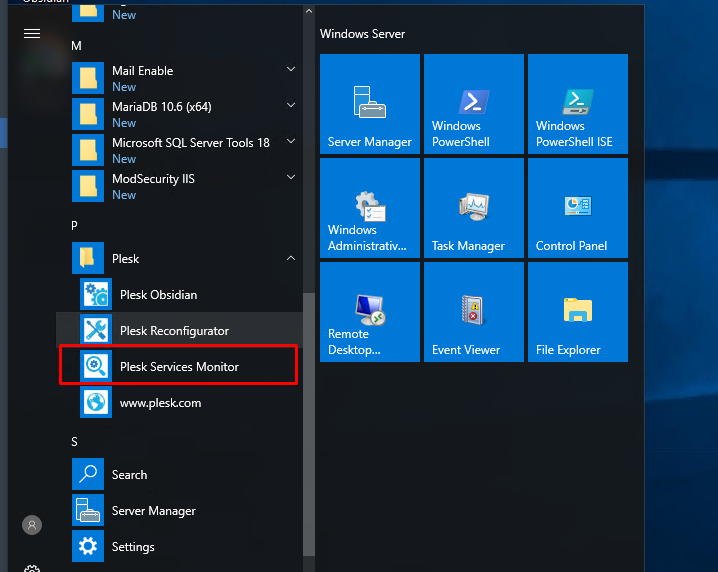 Obsidian
New
M
Mail Enable
New
MariaDB 10.6 (x64)
New
Microsoft SQL Server Tools 18
New
ModSecurity IIS
New
P
Plesk
Plesk Obsidian
Plesk Reconfigurator
Plesk Services Monitor
www.plesk.com
S
Search
Server Manager
Settings
Windows Server
Server Manager
Windows
PowerShell
Windows
PowerShell ISE
Windows
Administrativ...
Task Manager
Control Panel
Remote
Desktop...
Event Viewer
File Explorer